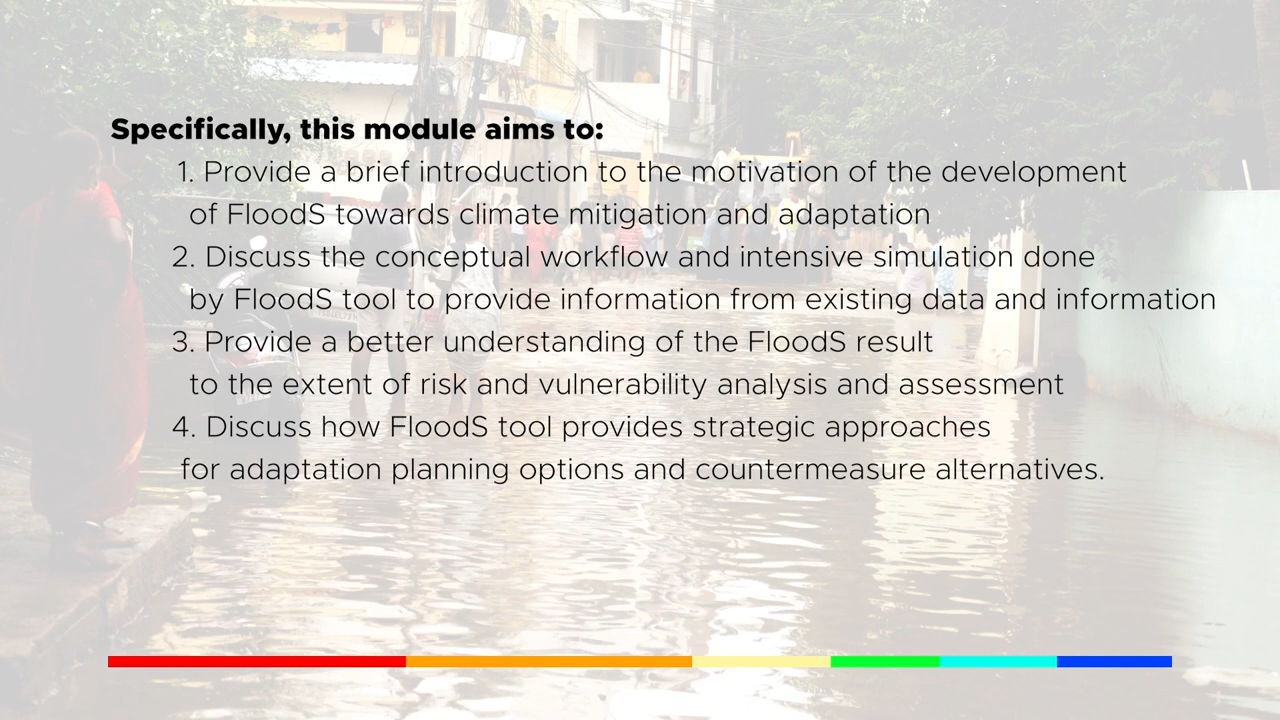 Specifically, this module aims to:
1. Provide a brief introduction to the motivation of the development
of FloodS towards climate mitigation and adaptation
2. Discuss the conceptual workflow and intensive simulation done
by FloodS tool to provide information from existing data and information
3. Provide a better understanding of the FloodS result
to the extent of risk and vulnerability analysis and assessment
4. Discuss how FloodS tool provides strategic approaches
for adaptation planning options and countermeasure alternatives.